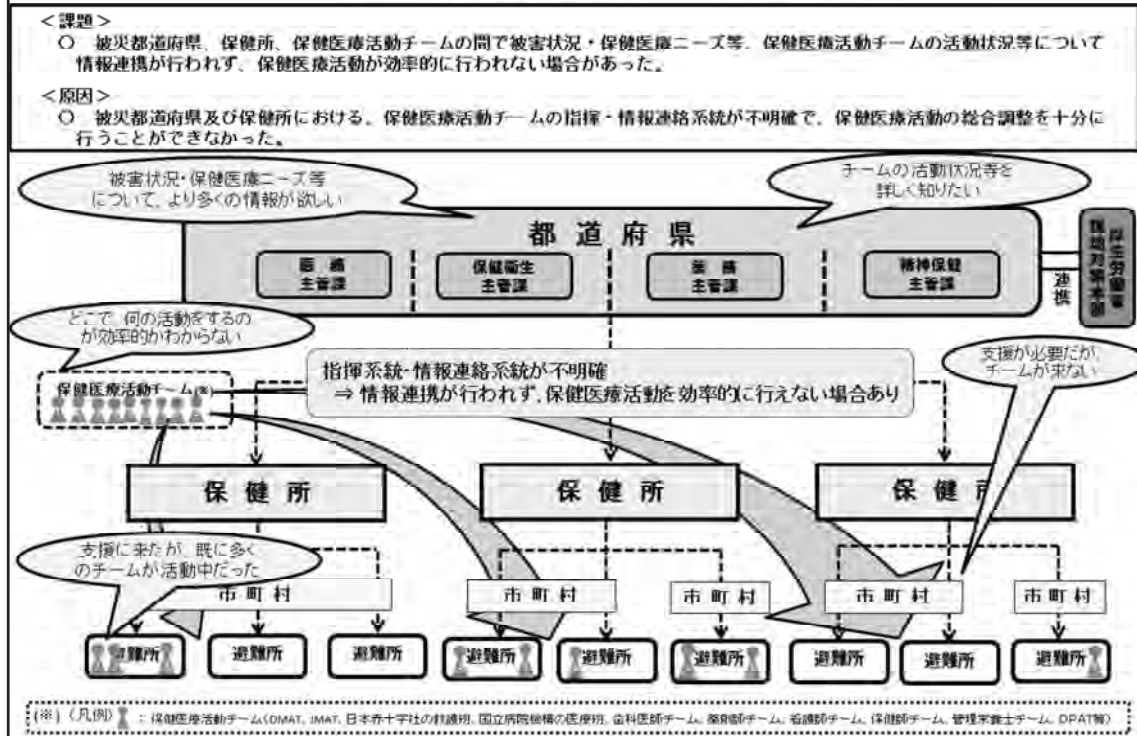 <課題>
○ 被災都道府県、保健所、保健医療活動チームの間で被害状況・保健医療ニーズ等、保健医療活動チームの活動状況等について
情報連携が行われず、保健医療活動が効率的に行われない場合があった。
<原因>
○ 被災都道府県及び保健所における、保健医療活動チームの指揮・情報連絡系統が不明確で、保健医療活動の総合調整を十分に
行うことができなかった。
被害状況・保健医療ニーズ等
について、より多くの情報が欲しい
チームの活動状況等を
詳しく知りたい
都道府県
医務
主管課
保健衛生
主管課
薬務
主管課
精神保健
主管課
連携
厚生労働省
現地対策本部
どこで、何の活動をするの
が効率的かわからない
保健医療活動チーム(※)
指揮系統・情報連絡系統が不明確
⇒ 情報連携が行われず、保健医療活動を効率的に行えない場合あり
支援が必要だが、
チームが来ない
保健所
保健所
保健所
支援に来たが、既に多く
のチームが活動中だった
市町村
市町村
市町村
市町村
市町村
避難所
避難所
避難所
避難所
避難所
避難所
避難所
避難所
避難所
(※)（凡例） : 保健医療活動チーム(DMAT、JMAT、日本赤十字社の救護班、国立病院機構の医療班、歯科医師チーム、薬剤師チーム、看護師チーム、保健師チーム、管理栄養士チーム、DPAT等)